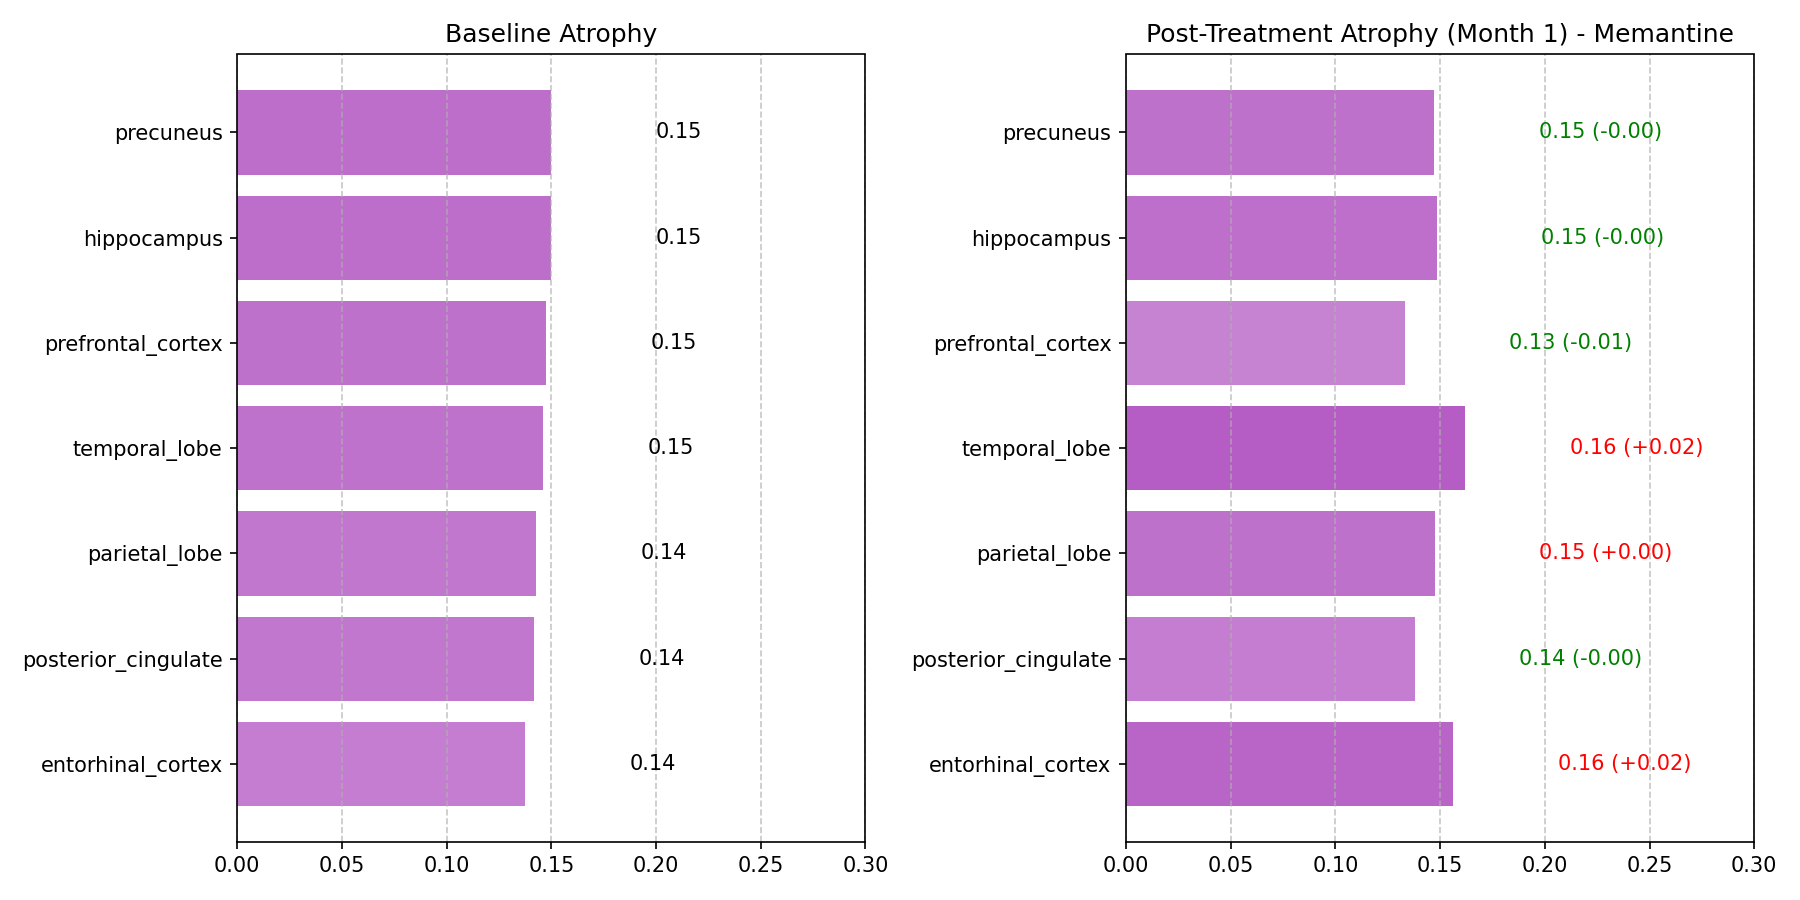 Baseline Atrophy
precuneus
0.15
hippocampus
0.15
prefrontal_cortex
0.15
temporal_lobe
0.15
parietal_lobe
0.14
posterior_cingulate
0.14
entorhinal_cortex
0.14
0.00 0.05 0.10 0.15 0.20 0.25 0.30
Post-Treatment Atrophy (Month 1) - Memantine
precuneus
0.15 (-0.00)
hippocampus
0.15 (-0.00)
prefrontal_cortex
0.13 (-0.01)
temporal_lobe
0.16 (+0.02)
parietal_lobe
0.15 (+0.00)
posterior_cingulate
0.14 (-0.00)
entorhinal_cortex
0.16 (+0.02)
0.00 0.05 0.10 0.15 0.20 0.25 0.30